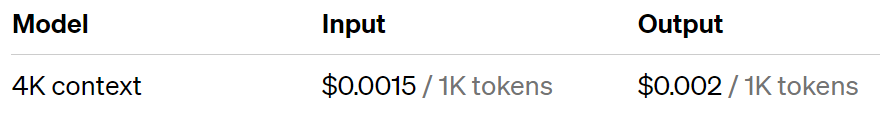 Model Input Output
4K context $0.0015 / 1K tokens $0.002 / 1K tokens